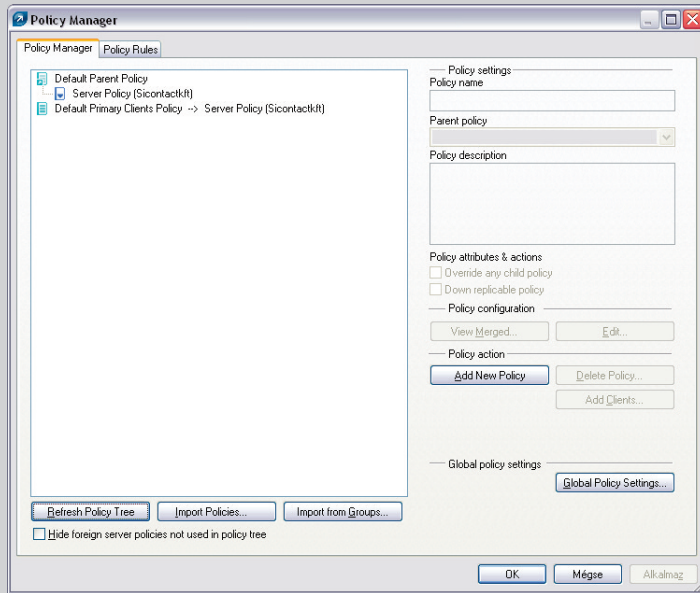 Policy Manager
Policy Manager
Policy Rules
Default Parent Policy
Server Policy (Sicontactkft)
Default Primary Clients Policy --> Server Policy (Sicontactkft)
Refresh Policy Tree
Import Policies...
Import from Groups...
Hide foreign server policies not used in policy tree
Policy settings
Policy name
Parent policy
Policy description
Policy attributes & actions
Override any child policy
Down replicable policy
Policy configuration
View Merged...
Edit...
Policy action
Add New Policy
Delete Policy...
Add Clients...
Global policy settings
Global Policy Settings...
OK
Mégse
Alkalmaz